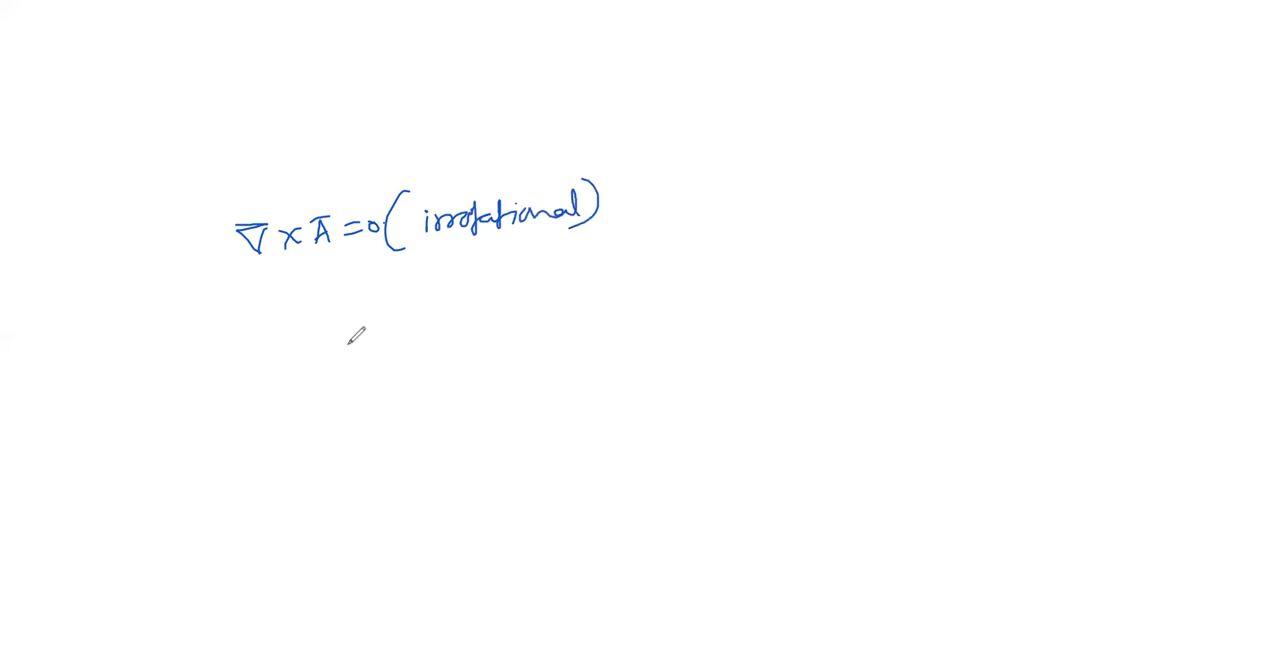 ∇̅ × A̅ = 0 ( irrotational )